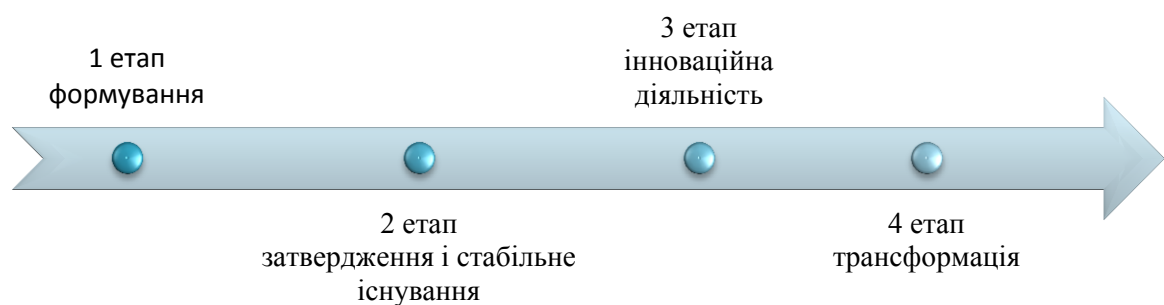 1 етап
формування
2 етап
затвердження і стабільне
існування
3 етап
інноваційна
діяльність
4 етап
трансформація